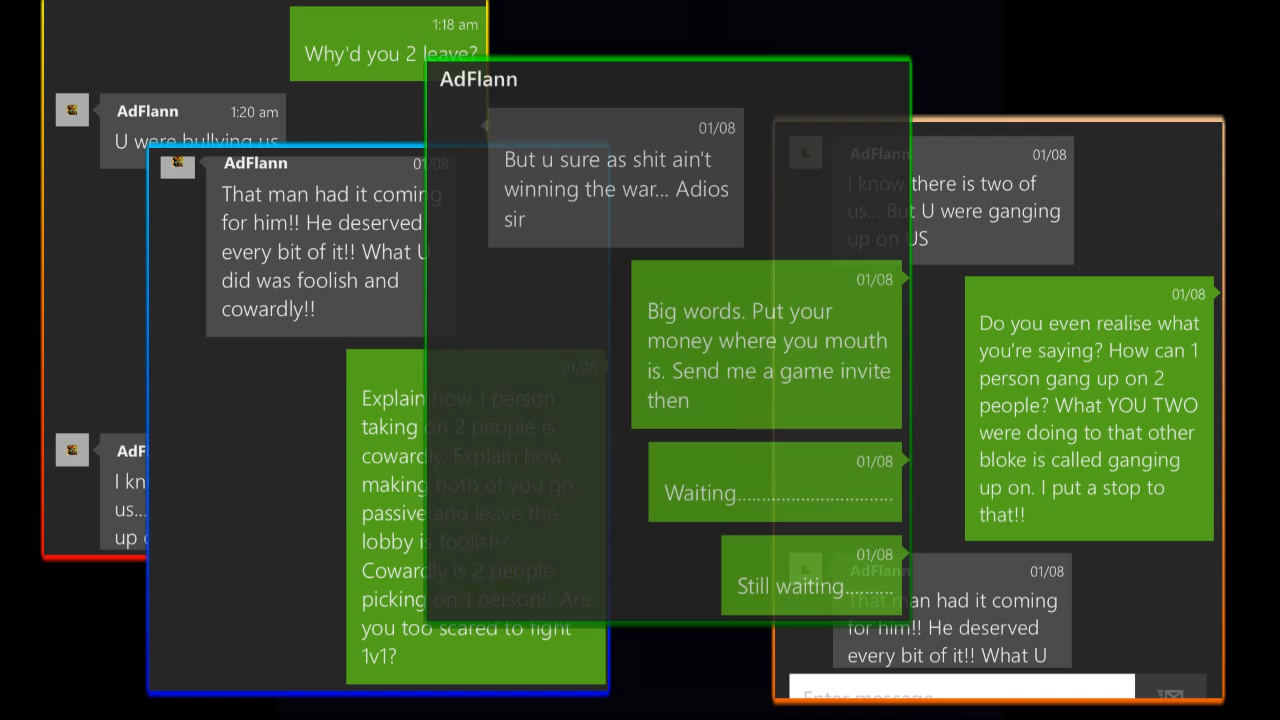 1:18 am
Why'd you 2 leave?
AdFlann 1:20 am
U were bullying us
AdF
I kn
us...
up o
AdFlann 01/08
That man had it coming
for him!! He deserved
every bit of it!! What U
did was foolish and
cowardly!!
01/08
Explain how 1 person
taking on 2 people is
cowardly. Explain how
making both of you go
passive and leave the
lobby is foolish?
Cowardly is 2 people
picking on 1 person!! Are
you too scared to fight
1v1?
AdFlann
01/08
But u sure as shit ain't
winning the war... Adios
sir
01/08
Big words. Put your
money where you mouth
is. Send me a game invite
then
01/08
Waiting...............................
01/08
Still waiting..........
AdFlann 01/08
I know there is two of
us... But U were ganging
up on US
01/08
Do you even realise what
you're saying? How can 1
person gang up on 2
people? What YOU TWO
were doing to that other
bloke is called ganging
up on. I put a stop to
that!!
AdFlann 01/08
That man had it coming
for him!! He deserved
every bit of it!! What U
Enter message